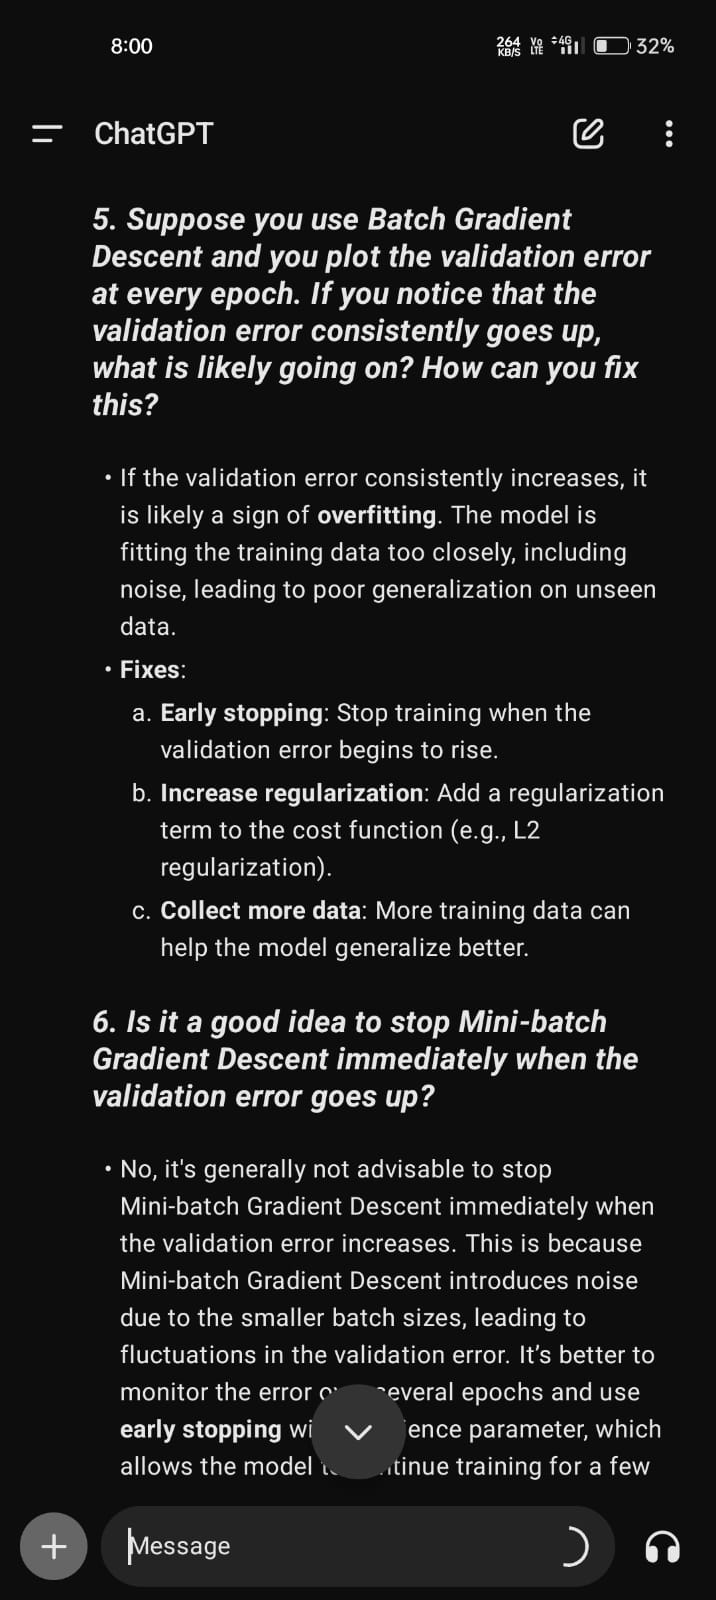 8:00
264 KB/S Vo LTE 4G 32%
ChatGPT
5. Suppose you use Batch Gradient
Descent and you plot the validation error
at every epoch. If you notice that the
validation error consistently goes up,
what is likely going on? How can you fix
this?
• If the validation error consistently increases, it
is likely a sign of overfitting. The model is
fitting the training data too closely, including
noise, leading to poor generalization on unseen
data.
• Fixes:
a. Early stopping: Stop training when the
validation error begins to rise.
b. Increase regularization: Add a regularization
term to the cost function (e.g., L2
regularization).
c. Collect more data: More training data can
help the model generalize better.
6. Is it a good idea to stop Mini-batch
Gradient Descent immediately when the
validation error goes up?
• No, it's generally not advisable to stop
Mini-batch Gradient Descent immediately when
the validation error increases. This is because
Mini-batch Gradient Descent introduces noise
due to the smaller batch sizes, leading to
fluctuations in the validation error. It's better to
monitor the error several epochs and use
early stopping parameter, which
allows the model training for a few
Message